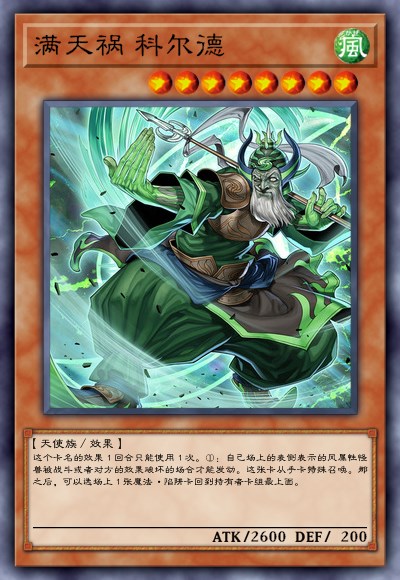 满天祸 科尔德
風
【天使族/效果】
这个卡名的效果1回合只能使用1次。①：自己场上的表侧表示的风属性怪
兽被战斗或者对方的效果破坏的场合才能发动。这张卡从手卡特殊召唤。那
之后，可以选场上1张魔法·陷阱卡回到持有者卡组最上面。
ATK/2600 DEF/ 200